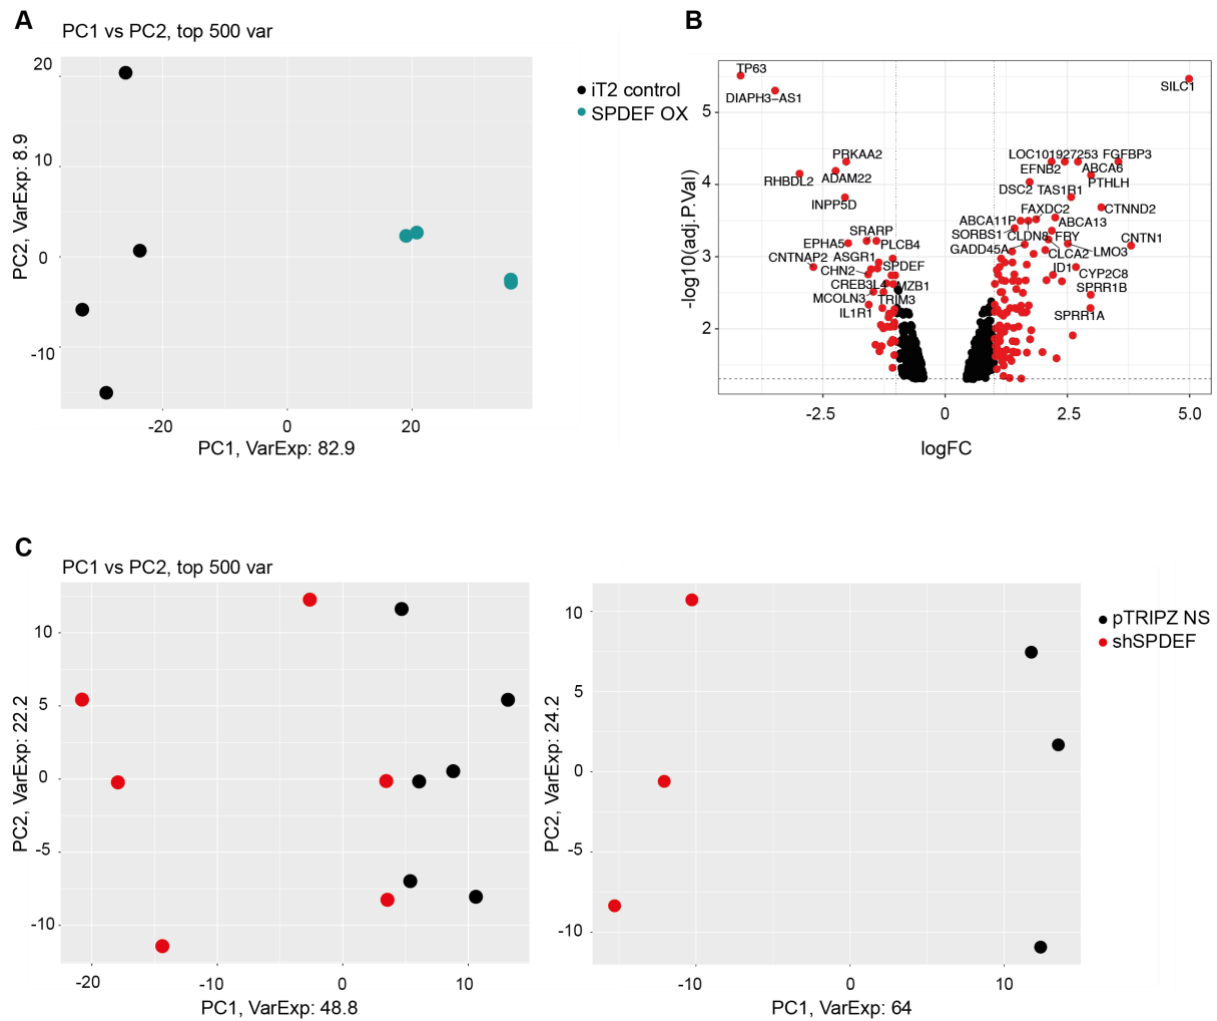 A
PC1 vs PC2, top 500 var
20
10
0
-10
PC2, VarExp: 8.9
-20
0
20
PC1, VarExp: 82.9
iT2 control
SPDEF OX
B
TP63
DIAPH3-AS1
SILC1
5
PRKAA2
LOC101927253
FGFBP3
EFNB2
ABCA6
RHBDL2
ADAM22
PTHLH
4
DSC2
TAS1R1
INPP5D
FAXDC2
CTNND2
ABCA11P
ABCA13
SRARP
SORBS1
CLDN8
FRY
CNTN1
EPHA5
PLCB4
GADD45A
CLCA2
LMO3
3
CNTNAP2
ASGR1
CHN2
SPDEF
ID1
CYP2C8
CREB3L4
MZB1
SPRR1B
MCOLN3
TRIM3
IL1R1
SPRR1A
2
-log10(adj.P.Val)
-2.5
0
2.5
5.0
logFC
C
PC1 vs PC2, top 500 var
10
5
0
-5
-10
PC2, VarExp: 22.2
-20
-10
0
10
PC1, VarExp: 48.8
10
5
0
-5
-10
PC2, VarExp: 24.2
-10
0
10
PC1, VarExp: 64
pTRIPZ NS
shSPDEF